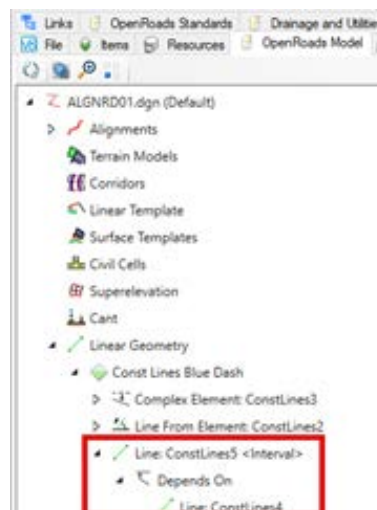 Links OpenRoads Standards Drainage and Utilities
File Items Resources OpenRoads Model
ALGNRD01.dgn (Default)
Alignments
Terrain Models
Corridors
Linear Template
Surface Templates
Civil Cells
Superelevation
Cant
Linear Geometry
Const Lines Blue Dash
Complex Element: ConstLines3
Line From Element: ConstLines2
Line: ConstLines5 <Interval>
Depends On
Line: ConstLines4